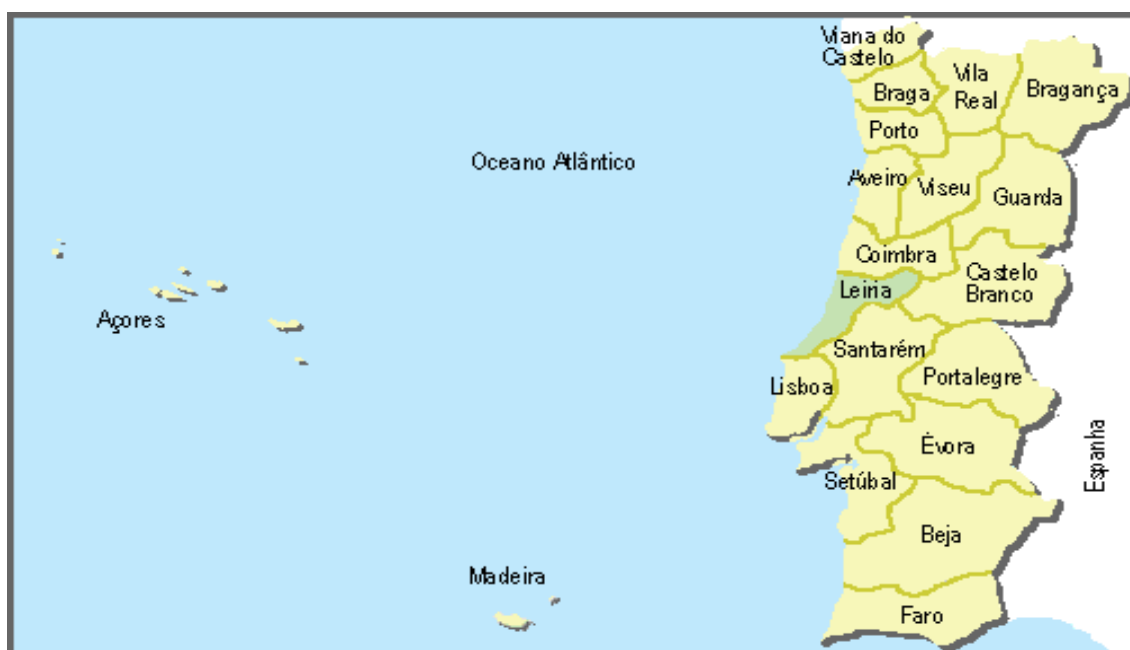 Viana do
Castelo
Braga
Vila
Real
Bragança
Porto
Oceano Atlântico
Aveiro
Viseu
Guarda
Coimbra
Castelo
Branco
Leiria
Açores
Santarém
Lisboa
Portalegre
Évora
Espanha
Setúbal
Beja
Madeira
Faro